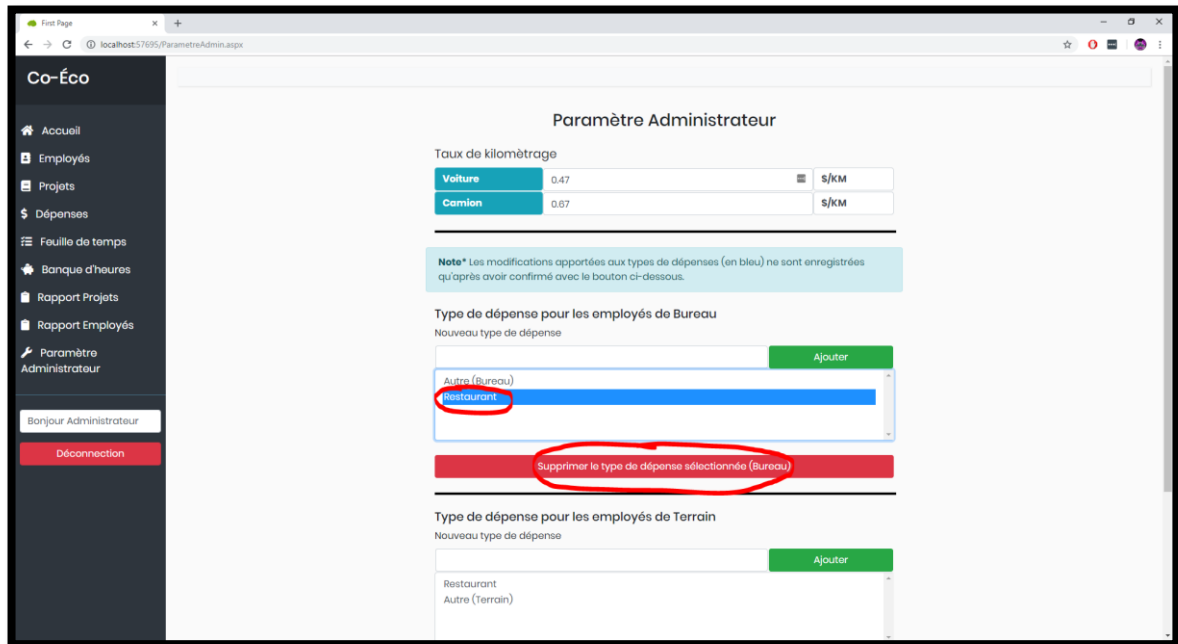 First Page
localhost:57695/ParametreAdmin.aspx
Co-Éco
Accueil
Employés
Projets
Dépenses
Feuille de temps
Banque d'heures
Rapport Projets
Rapport Employés
Paramètre
Administrateur
Bonjour Administrateur
Déconnection
Paramètre Administrateur
Taux de kilomètrage
Voiture 0.47 $/KM
Camion 0.67 $/KM
Note* Les modifications apportées aux types de dépenses (en bleu) ne sont enregistrées
qu'après avoir confirmé avec le bouton ci-dessous.
Type de dépense pour les employés de Bureau
Nouveau type de dépense
Ajouter
Autre (Bureau)
Restaurant
Supprimer le type de dépense sélectionnée (Bureau)
Type de dépense pour les employés de Terrain
Nouveau type de dépense
Ajouter
Restaurant
Autre (Terrain)